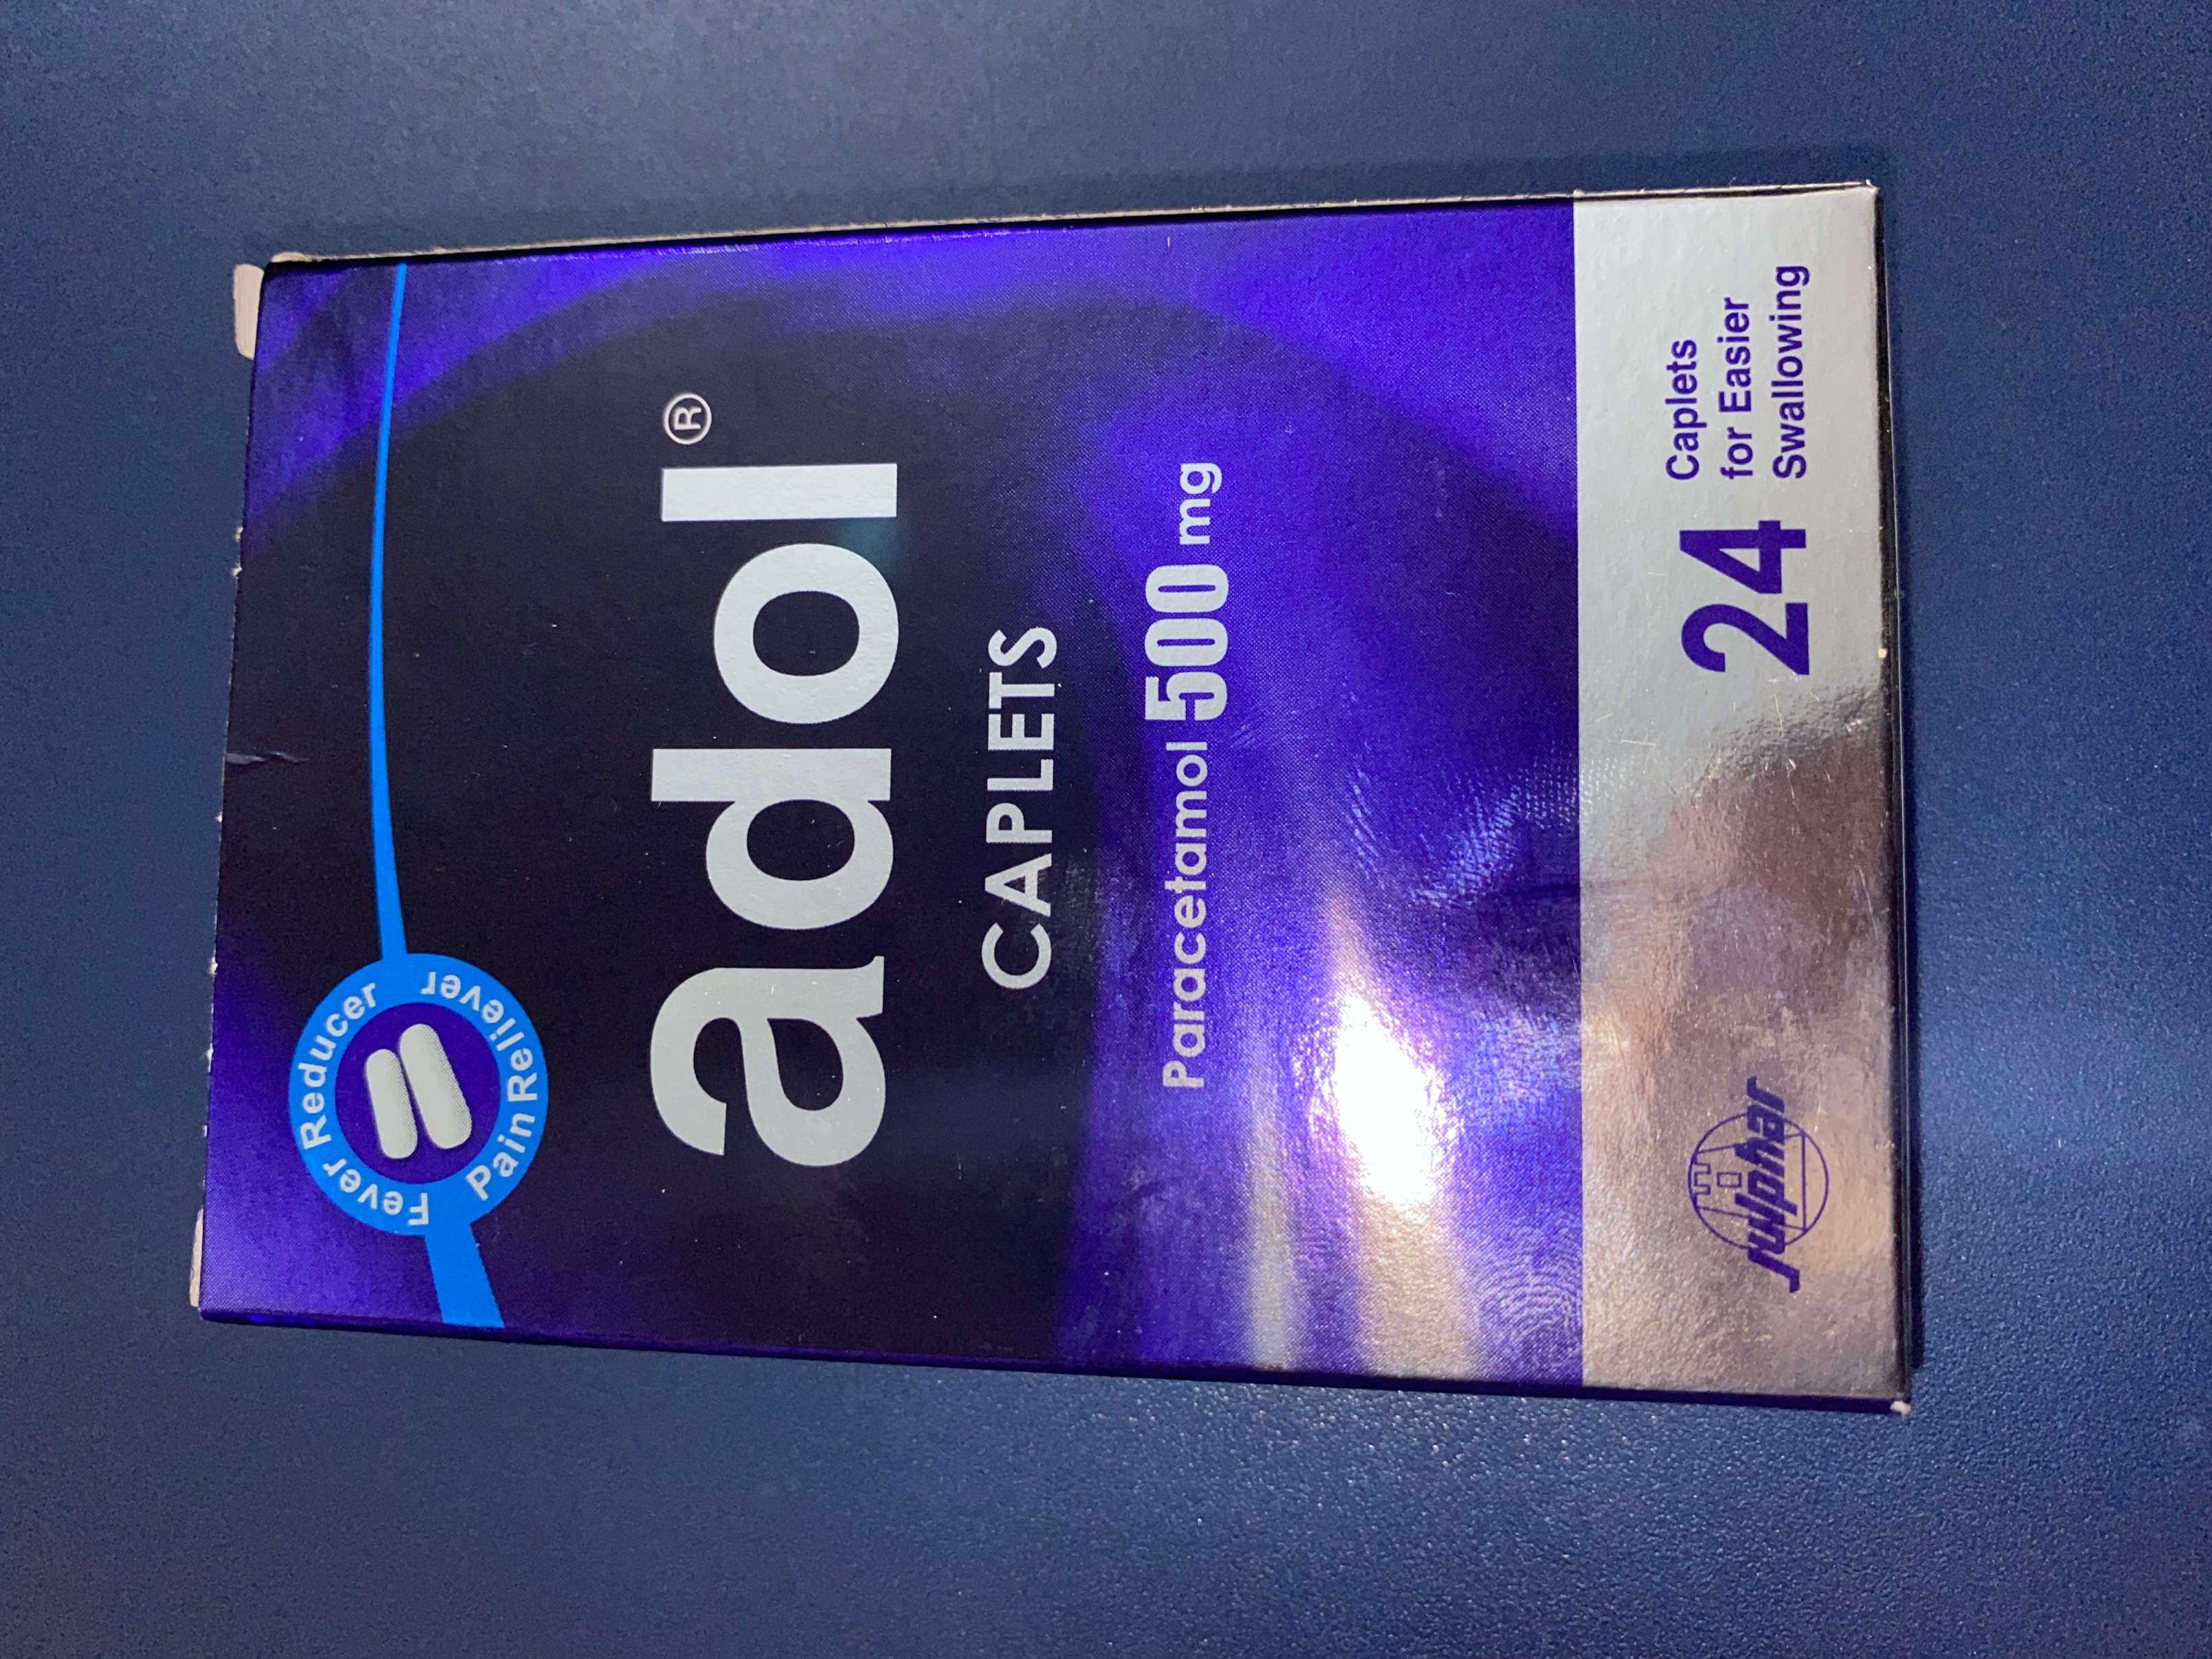 Fever Reducer
Pain Reliever
adol®
CAPLETS
Paracetamol 500 mg
julphar
24
Caplets
for Easier
Swallowing